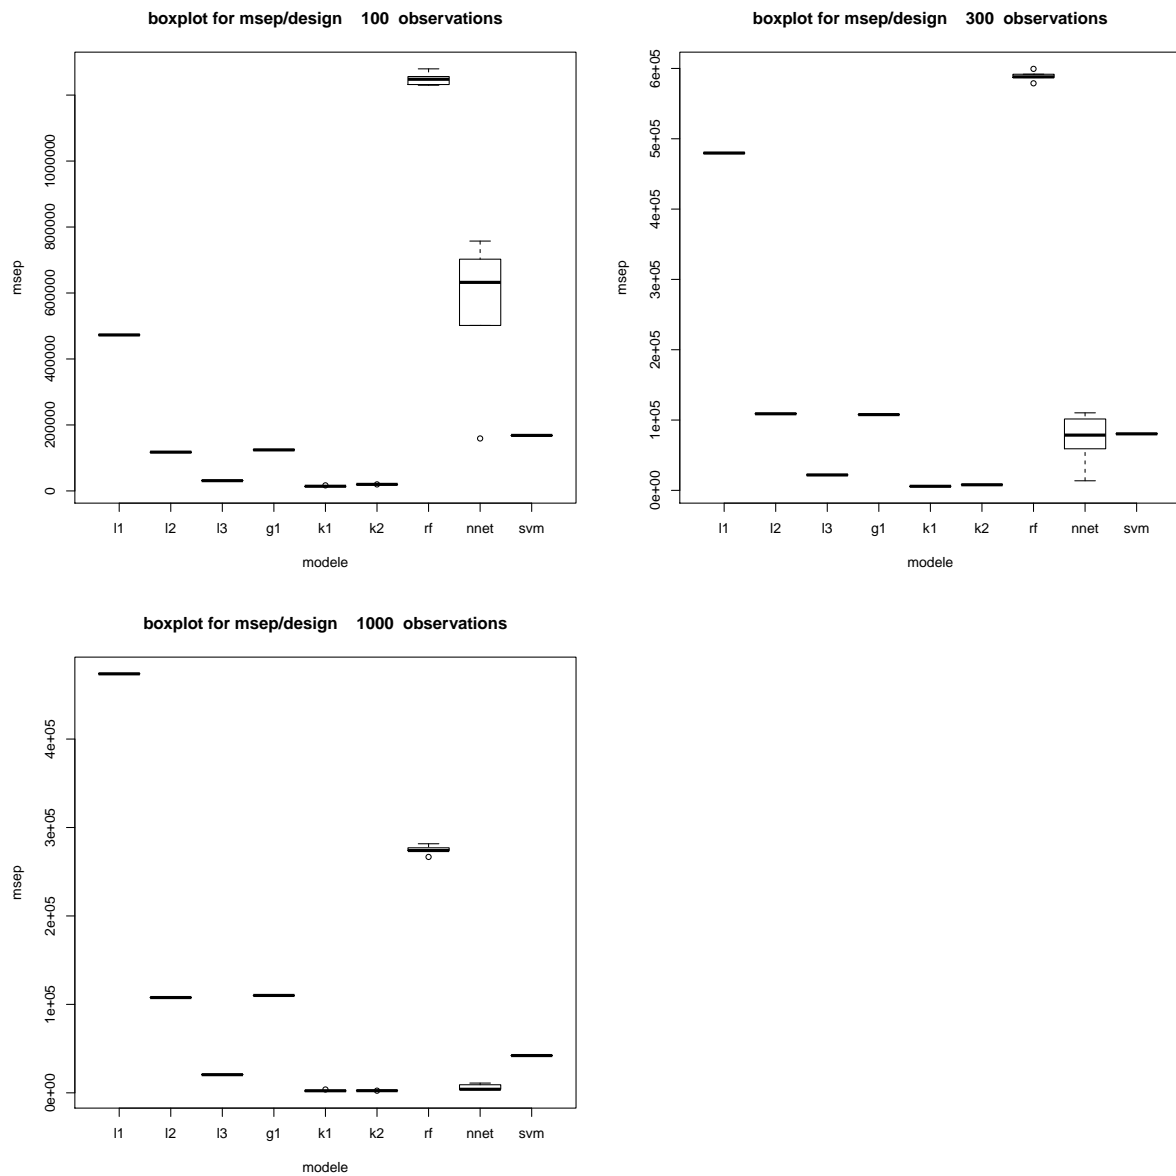 boxplot for msep/design 100 observations
msep
0
200000
400000
600000
800000
1000000
l1 l2 l3 g1 k1 k2 rf nnet svm
modele
boxplot for msep/design 300 observations
msep
0e+00
1e+05
2e+05
3e+05
4e+05
5e+05
6e+05
l1 l2 l3 g1 k1 k2 rf nnet svm
modele
boxplot for msep/design 1000 observations
msep
0e+00
1e+05
2e+05
3e+05
4e+05
l1 l2 l3 g1 k1 k2 rf nnet svm
modele